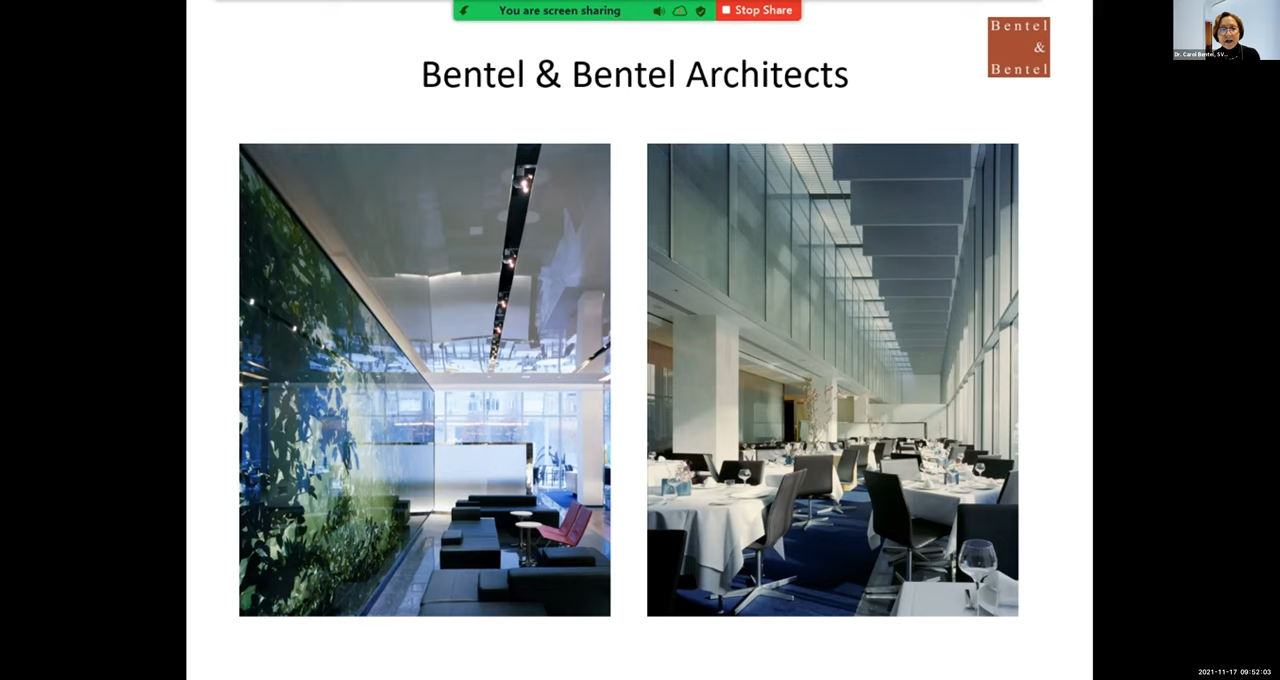 You are screen sharing
Stop Share
Bentel
&
Bentel
Dr. Carol Bentel, SV...
Bentel & Bentel Architects
2021-11-17 09:52:03